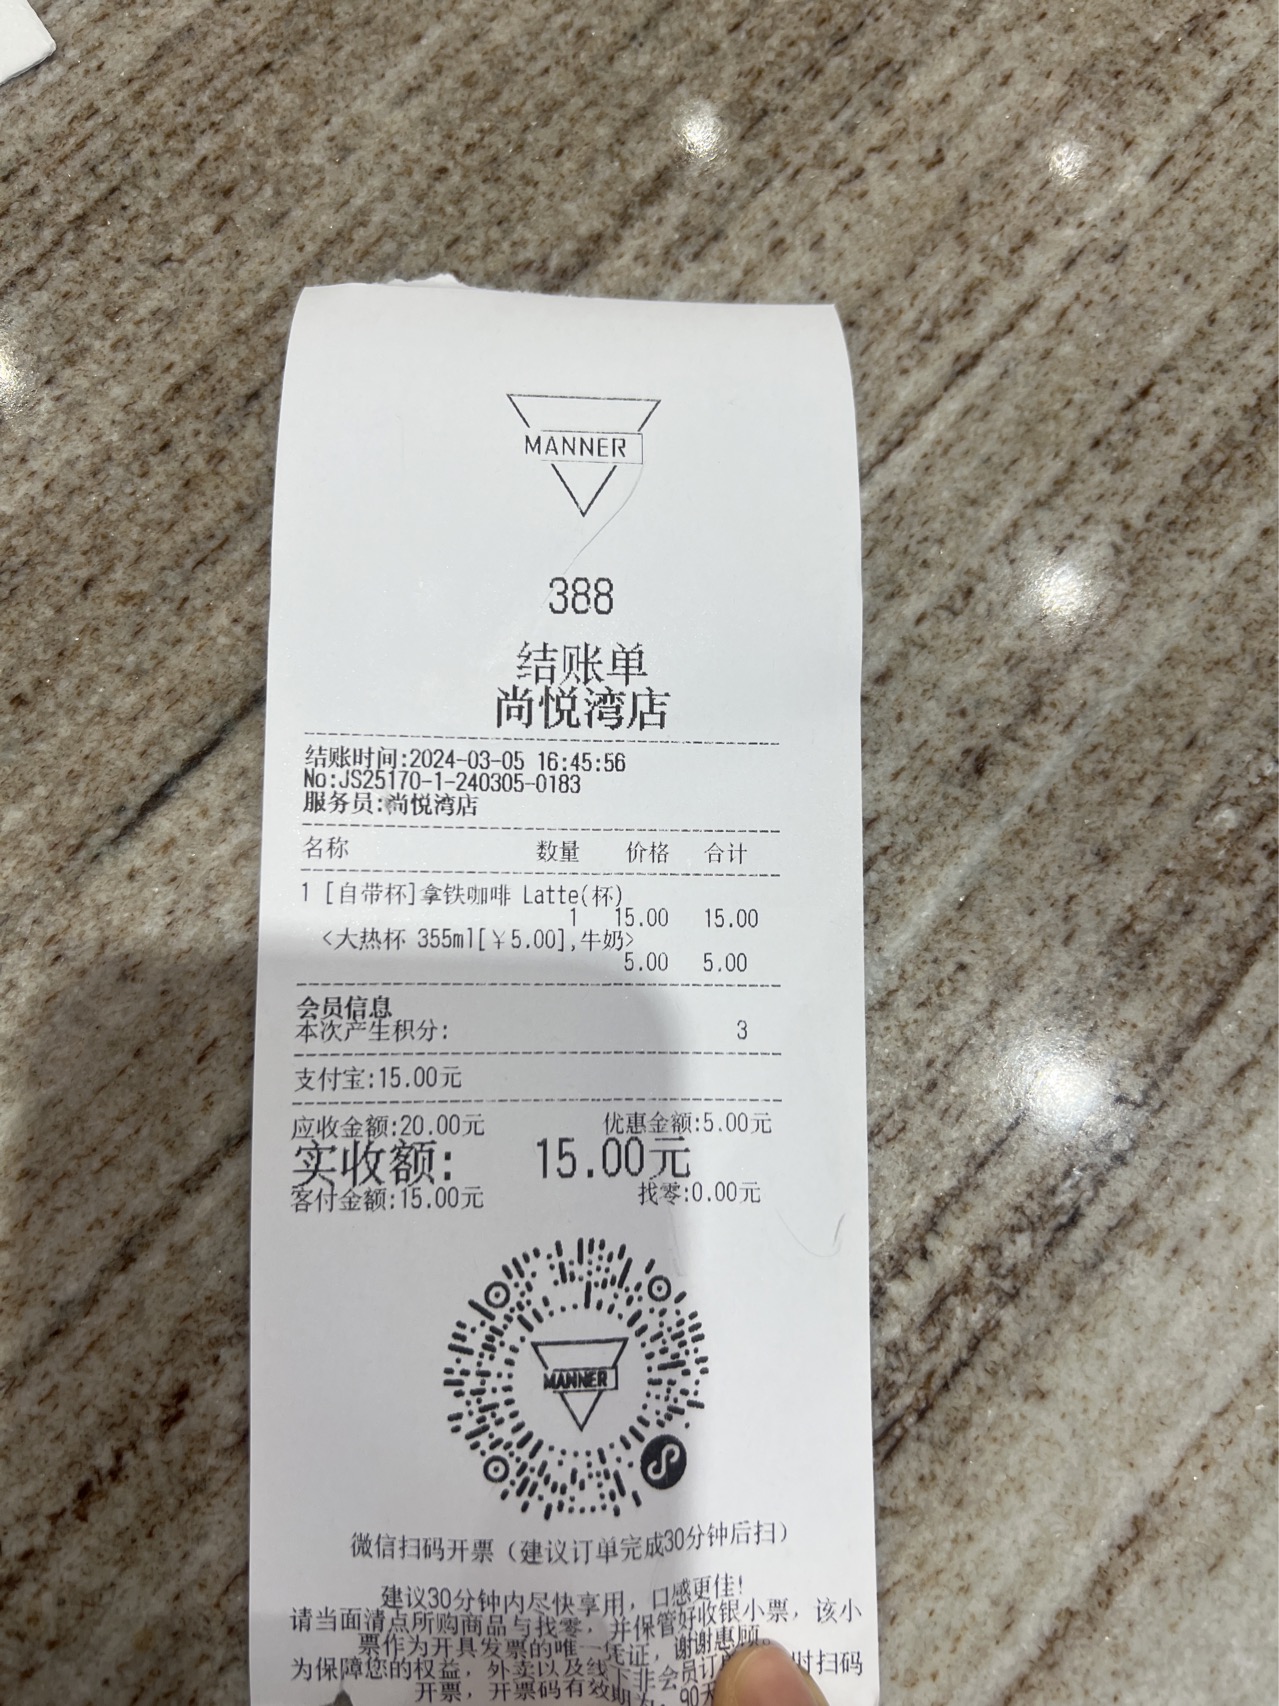 MANNER
388
结账单
尚悦湾店
结账时间:2024-03-05 16:45:56
No:JS25170-1-240305-0183
服务员:尚悦湾店
名称 数量 价格 合计
1 [自带杯]拿铁咖啡 Latte(杯)
1 15.00 15.00
<大热杯 355ml[￥5.00],牛奶>
5.00 5.00
会员信息
本次产生积分: 3
支付宝:15.00元
应收金额:20.00元 优惠金额:5.00元
实收额: 15.00元
客付金额:15.00元 找零:0.00元
MANNER
微信扫码开票（建议订单完成30分钟后扫）
建议30分钟内尽快享用，口感更佳!
请当面清点所购商品与找零，并保管好收银小票，该小
票作为开具发票的唯一凭证，谢谢惠顾。
为保障您的权益，外卖以及线下非会员订 时扫码
开票，开票码有效期为 90天